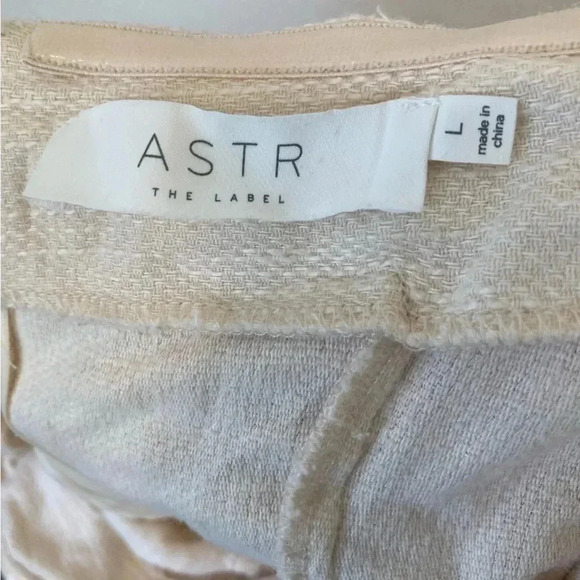 ASTR
THE LABEL
L
made in
china